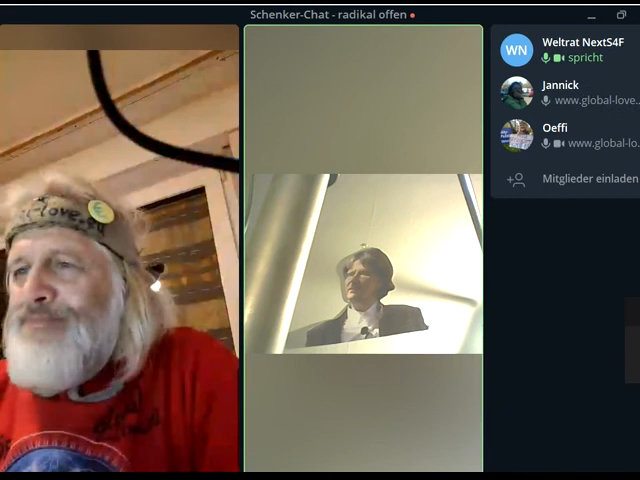 Schenker-Chat - radikal offen
WN
Weltrat NextS4F
spricht
Jannick
www.global-love..
Oeffi
www.global-lo..
Mitglieder einladen